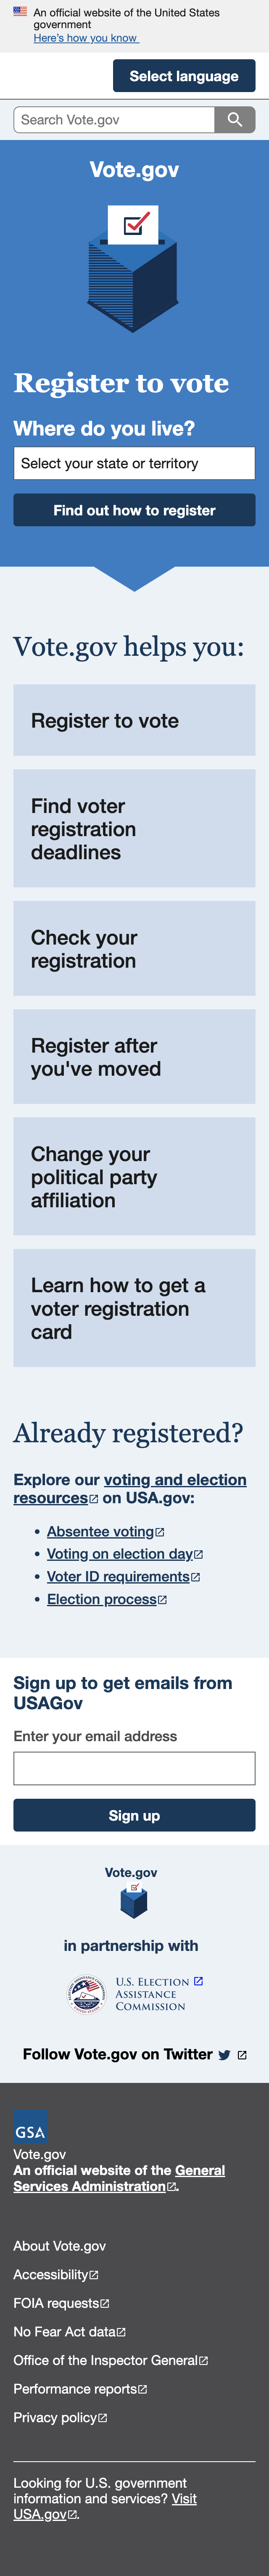 An official website of the United States
government
Here's how you know
Select language
Search Vote.gov
Vote.gov
Register to vote
Where do you live?
Select your state or territory
Find out how to register
Vote.gov helps you:
Register to vote
Find voter
registration
deadlines
Check your
registration
Register after
you've moved
Change your
political party
affiliation
Learn how to get a
voter registration
card
Already registered?
Explore our voting and election
resources on USA.gov:
Absentee voting
Voting on election day
Voter ID requirements
Election process
Sign up to get emails from
USAGov
Enter your email address
Sign up
Vote.gov
in partnership with
U.S. Election
Assistance
Commission
Follow Vote.gov on Twitter
GSA
Vote.gov
An official website of the General
Services Administration.
About Vote.gov
Accessibility
FOIA requests
No Fear Act data
Office of the Inspector General
Performance reports
Privacy policy
Looking for U.S. government
information and services? Visit
USA.gov.